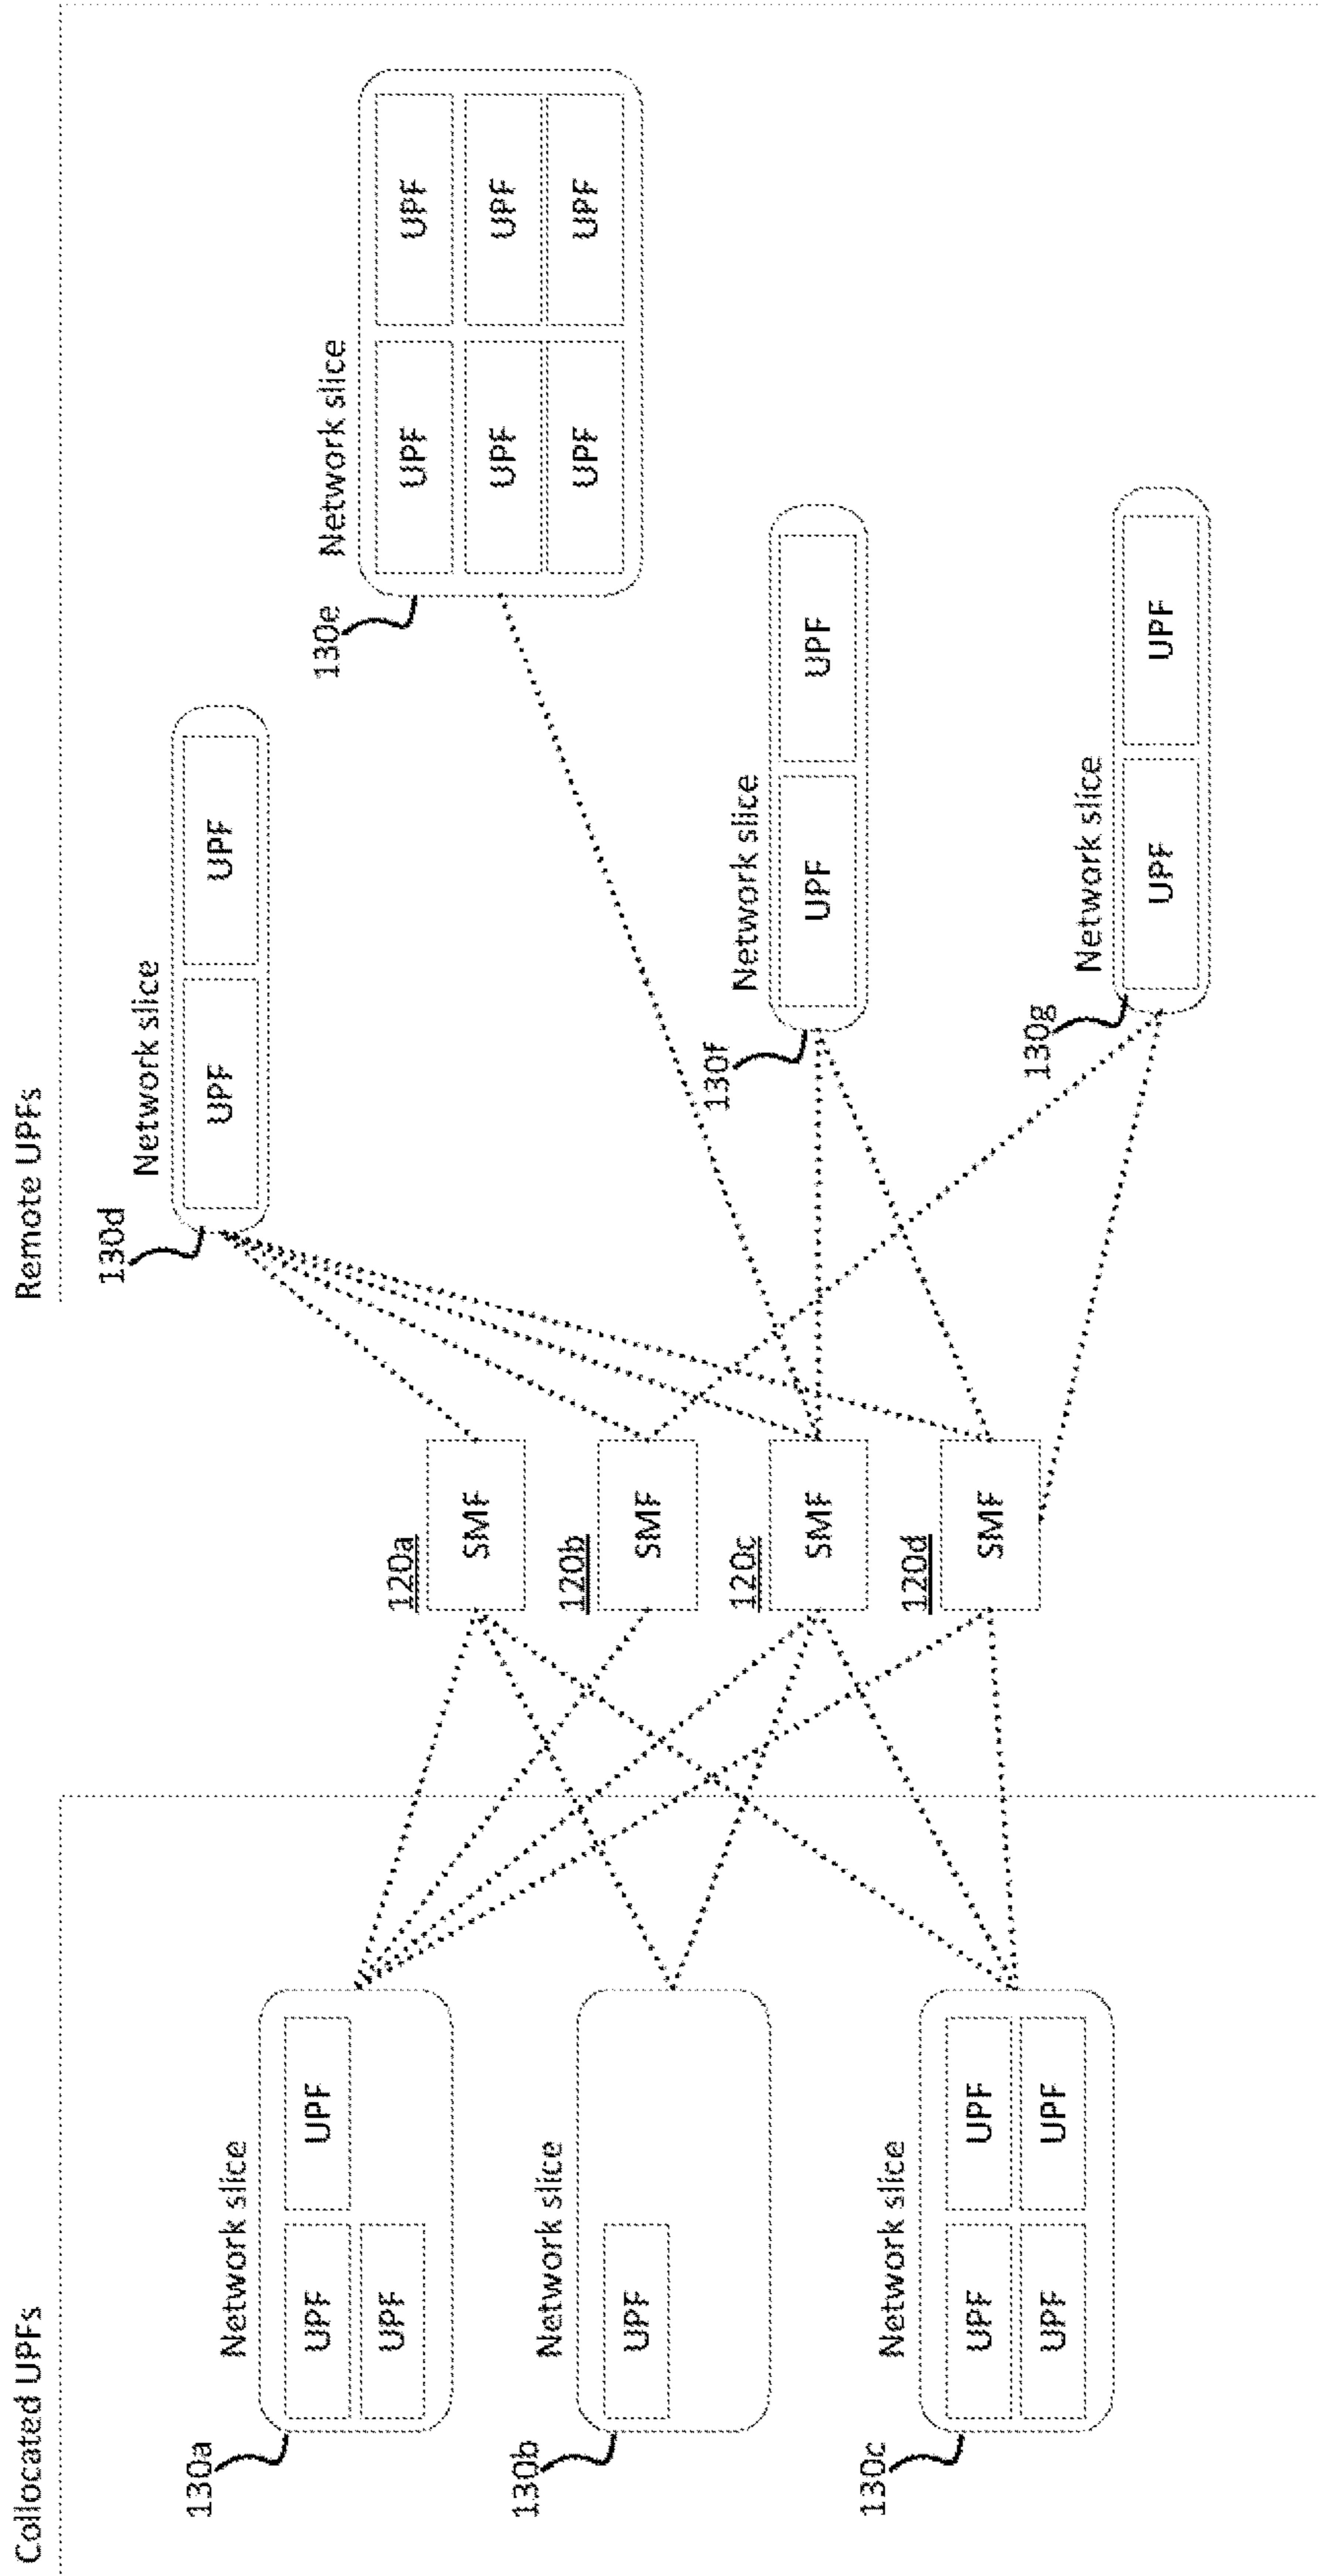 Collocated UPFs
Remote UPFs
130a
Network slice
UPF
UPF
UPF
130b
Network slice
UPF
130c
Network slice
UPF
UPF
UPF
UPF
120a
SMF
120b
SMF
120c
SMF
120d
SMF
130d
Network slice
UPF
UPF
130e
Network slice
UPF
UPF
UPF
UPF
UPF
UPF
130f
Network slice
UPF
UPF
130g
Network slice
UPF
UPF